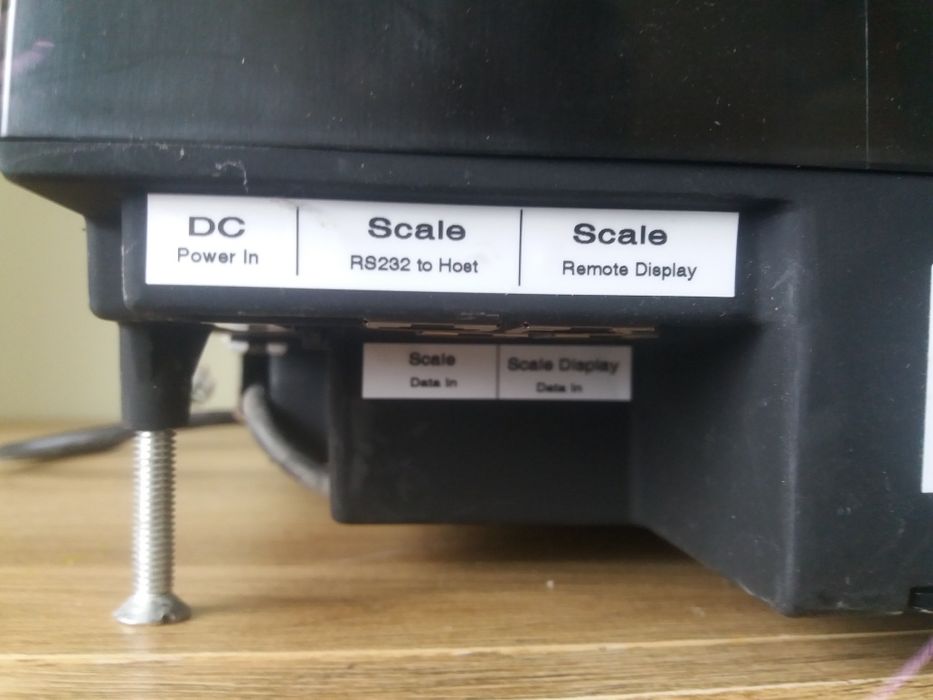 DC
Power In
Scale
RS232 to Host
Scale
Remote Display
Scale
Data In
Scale Display
Data In